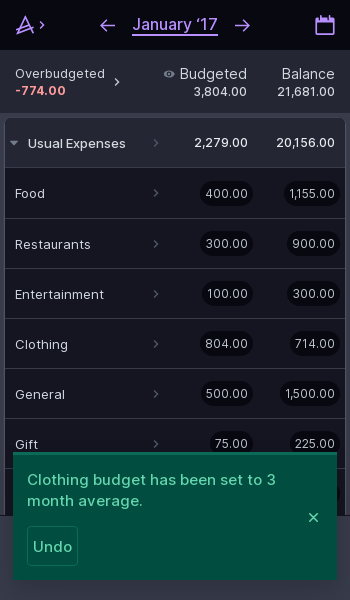 January ‘17
Overbudgeted
-774.00
Budgeted
3,804.00
Balance
21,681.00
Usual Expenses 2,279.00 20,156.00
Food 400.00 1,155.00
Restaurants 300.00 900.00
Entertainment 100.00 300.00
Clothing 804.00 714.00
General 500.00 1,500.00
Gift 75.00 225.00
Clothing budget has been set to 3
month average.
Undo